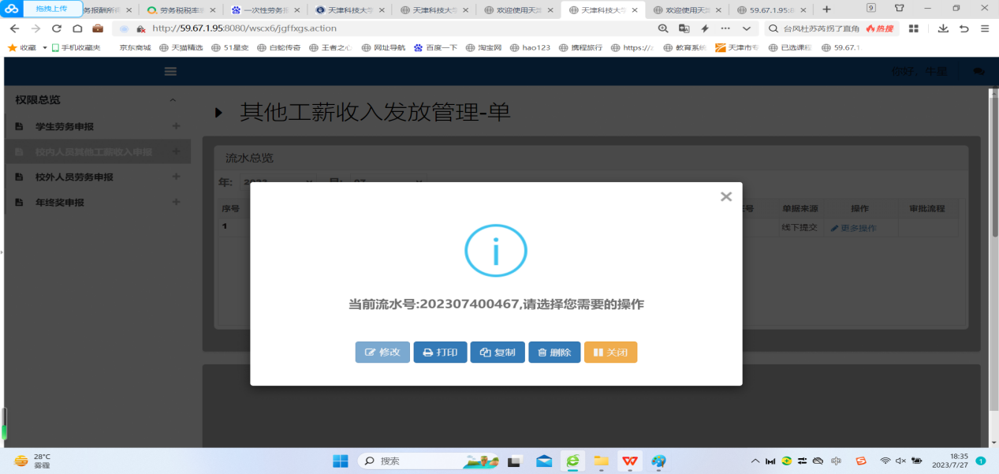 拖拽上传
务报酬所得
劳务税税率
一次性劳务报
天津科技大学
天津科技大学
欢迎使用天
天津科技大学
欢迎使用天
59.67.1.95:8
9
http://59.67.1.95:8080/wscx6/jgffxgs.action
台风杜苏芮拐了直角
热搜
收藏
手机收藏夹
京东商城
天猫精选
51星变
白蛇传奇
王者之心
网址导航
百度一下
淘宝网
hao123
携程旅行
https://
教育系统
天津市专
已选课程
59.67.1
你好，牛星
权限总览
学生劳务申报
校内人员其他工薪收入申报
校外人员劳务申报
年终奖申报
其他工薪收入发放管理-单
流水总览
年: 2023 月: 07
序号
号
单据来源
操作
审批流程
1
线下提交
更多操作
当前流水号:202307400467,请选择您需要的操作
修改
打印
复制
删除
关闭
28°C
雾霾
搜索
中
18:35
2023/7/27
1